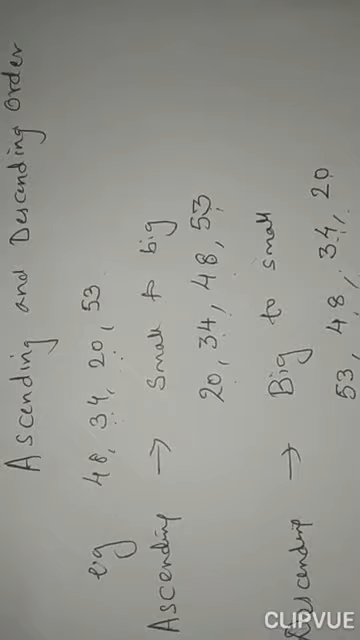 Ascending and Descending Order
eg 48, 34, 20, 53
Ascending → Small to big
20, 34, 48, 53
Descending → Big to small
53, 48, 34, 20
CLIPVUE